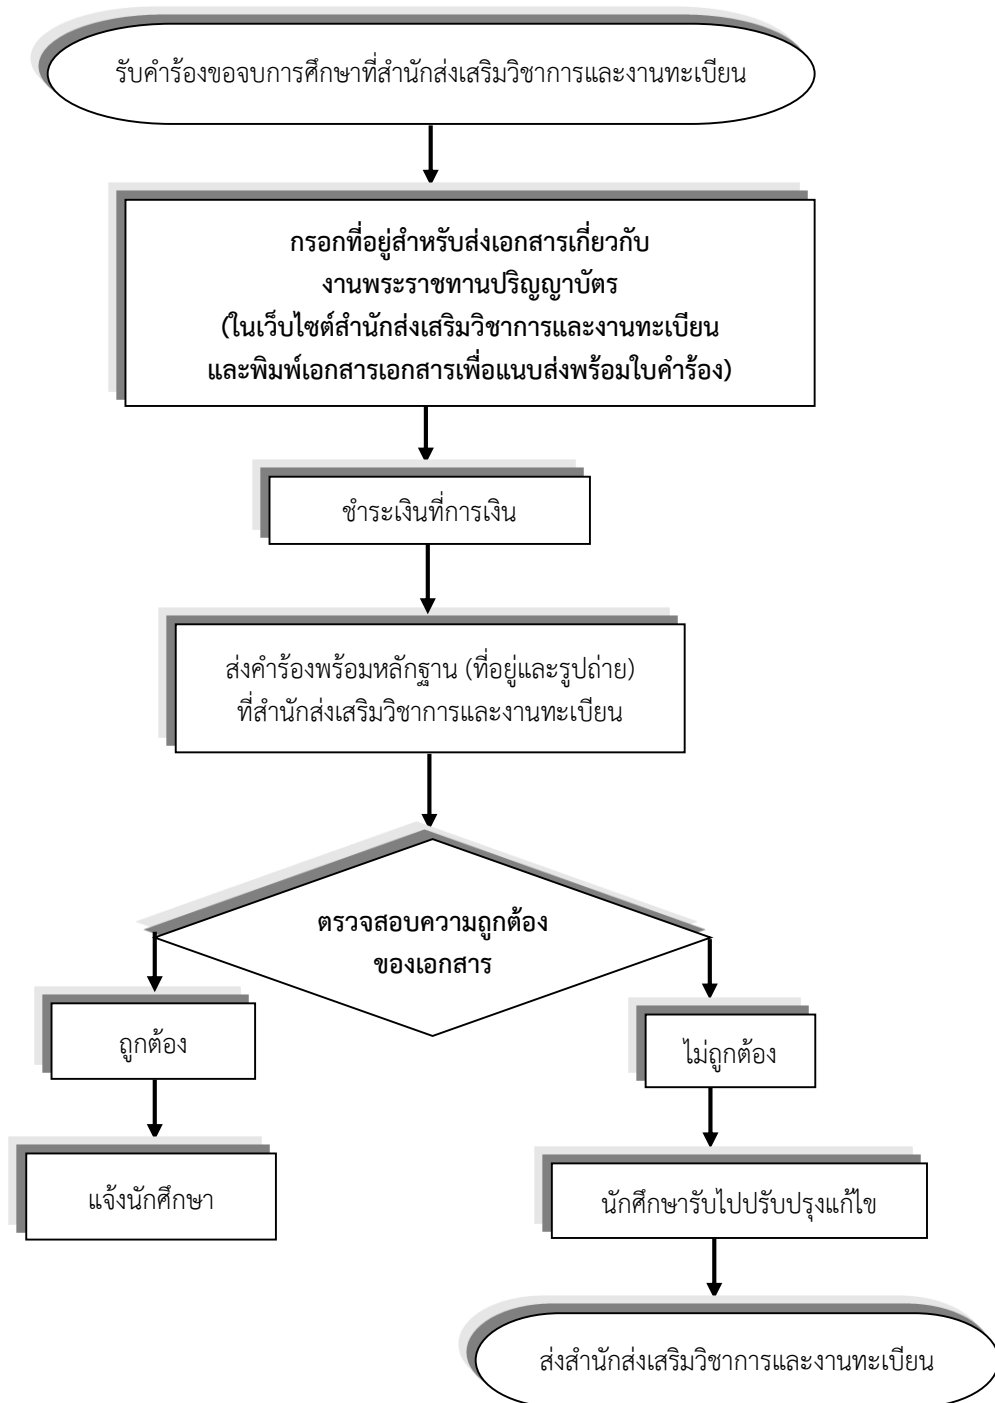 รับคำร้องขอจบการศึกษาที่สำนักส่งเสริมวิชาการและงานทะเบียน
กรอกที่อยู่สำหรับส่งเอกสารเกี่ยวกับ
งานพระราชทานปริญญาบัตร
(ในเว็บไซต์สำนักส่งเสริมวิชาการและงานทะเบียน
และพิมพ์เอกสารเอกสารเพื่อแนบส่งพร้อมใบคำร้อง)
ชำระเงินที่การเงิน
ส่งคำร้องพร้อมหลักฐาน (ที่อยู่และรูปถ่าย)
ที่สำนักส่งเสริมวิชาการและงานทะเบียน
ตรวจสอบความถูกต้อง
ของเอกสาร
ถูกต้อง
ไม่ถูกต้อง
แจ้งนักศึกษา
นักศึกษารับไปปรับปรุงแก้ไข
ส่งสำนักส่งเสริมวิชาการและงานทะเบียน